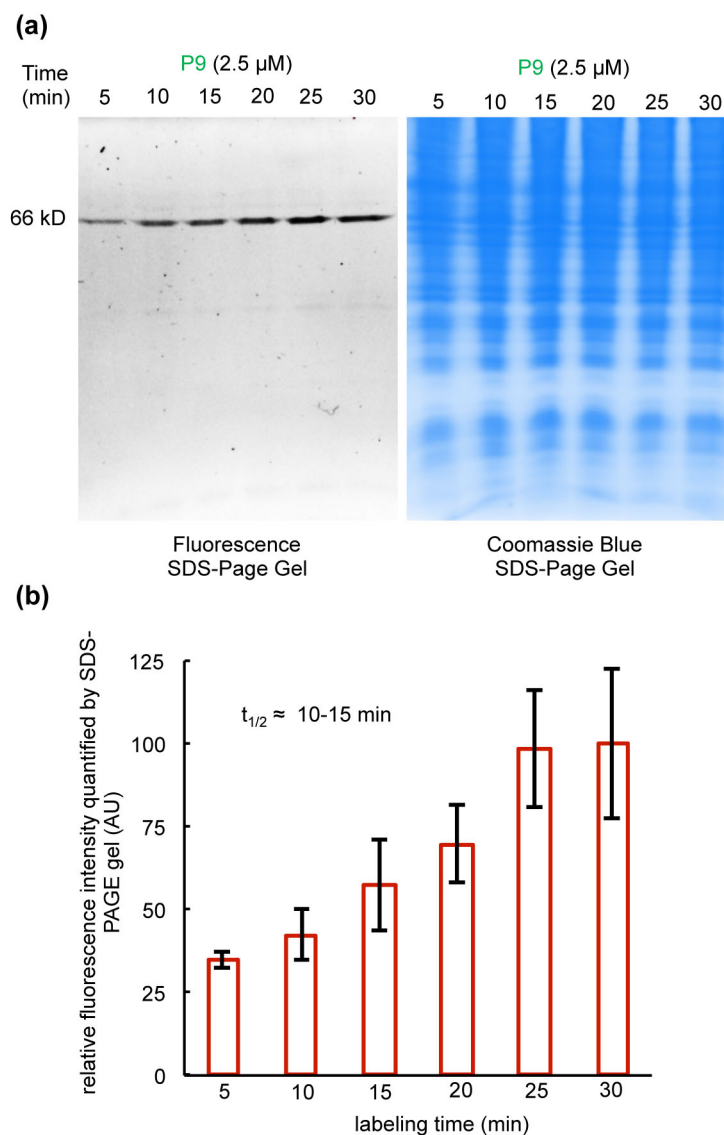 (a)
P9 (2.5 µM) P9 (2.5 µM)
Time
(min) 5 10 15 20 25 30 5 10 15 20 25 30
66 kD
Fluorescence
SDS-Page Gel
Coomassie Blue
SDS-Page Gel
(b)
relative fluorescence intensity quantified by SDS-
PAGE gel (AU)
125
100
75
50
25
0
t1/2 ≈ 10-15 min
5 10 15 20 25 30
labeling time (min)